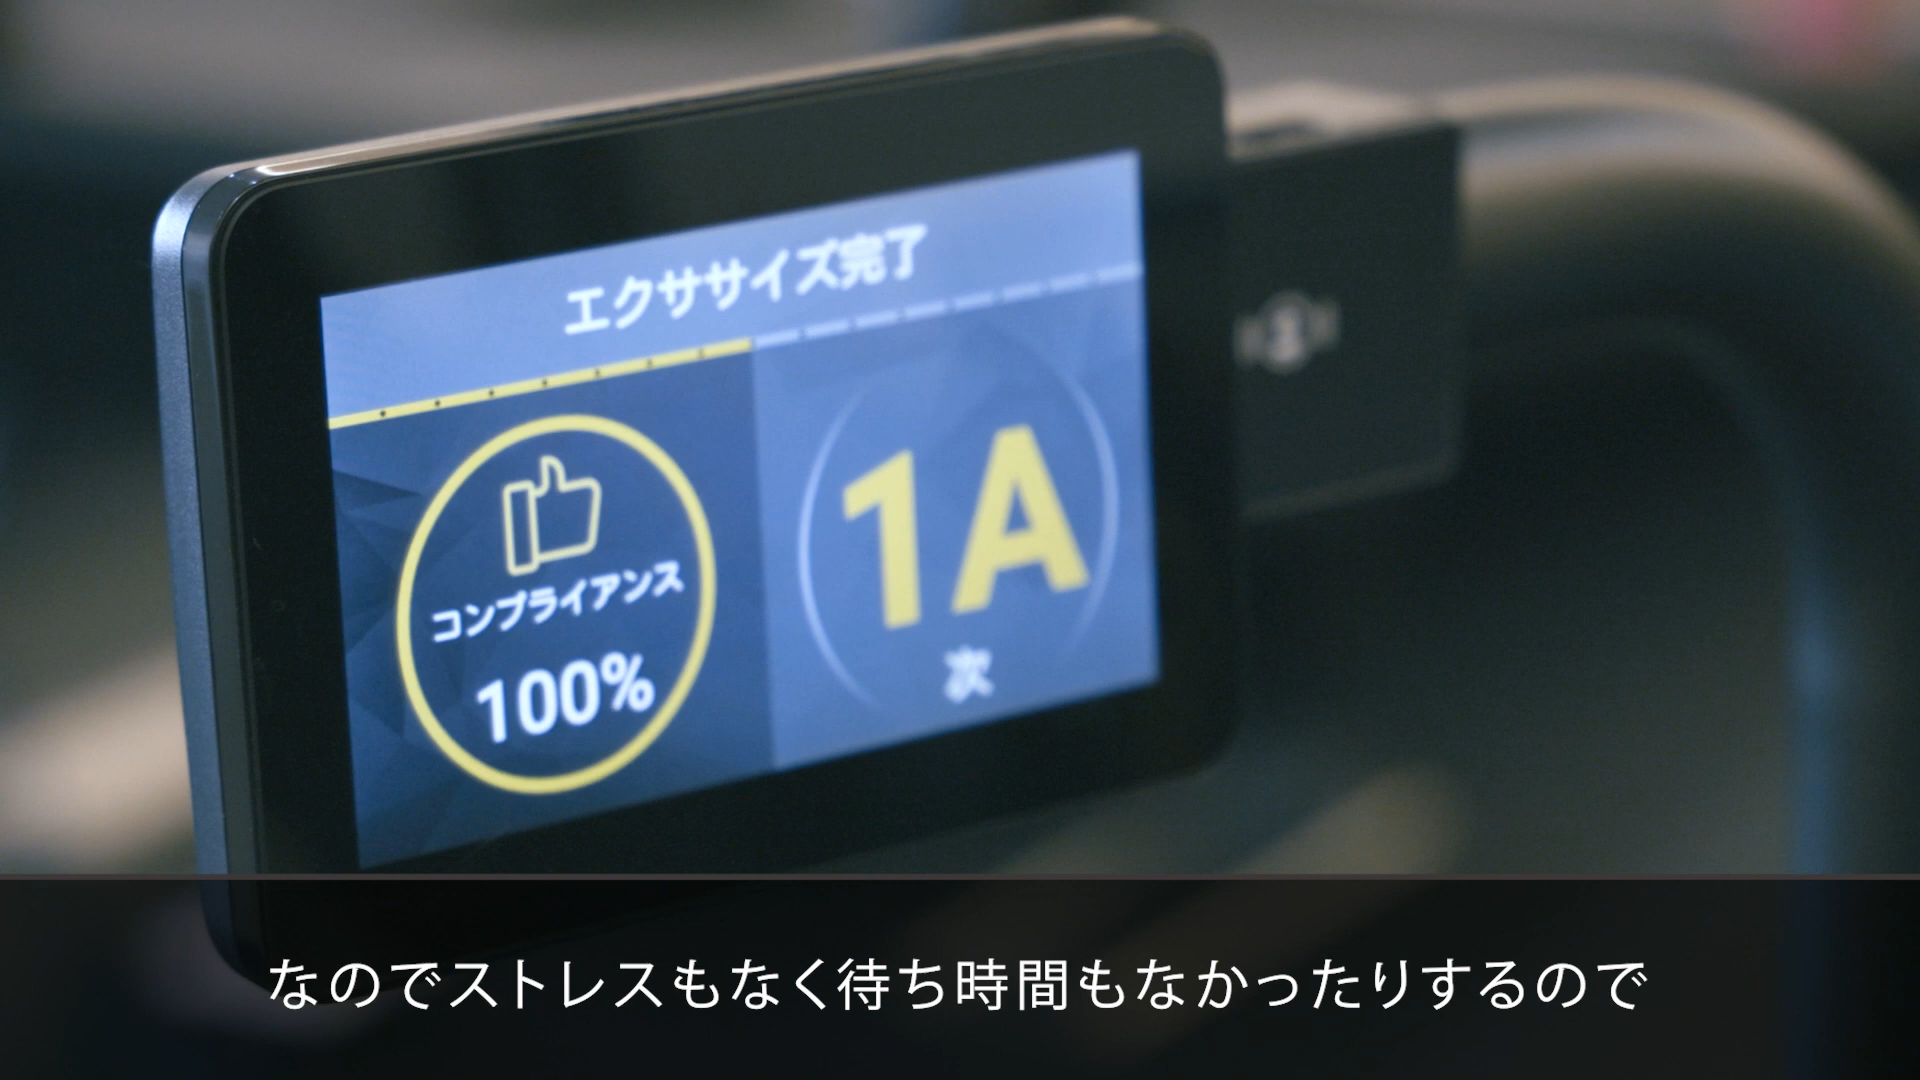 エクササイズ完了
コンプライアンス
100%
1A
次
なのでストレスもなく待ち時間もなかったりするので